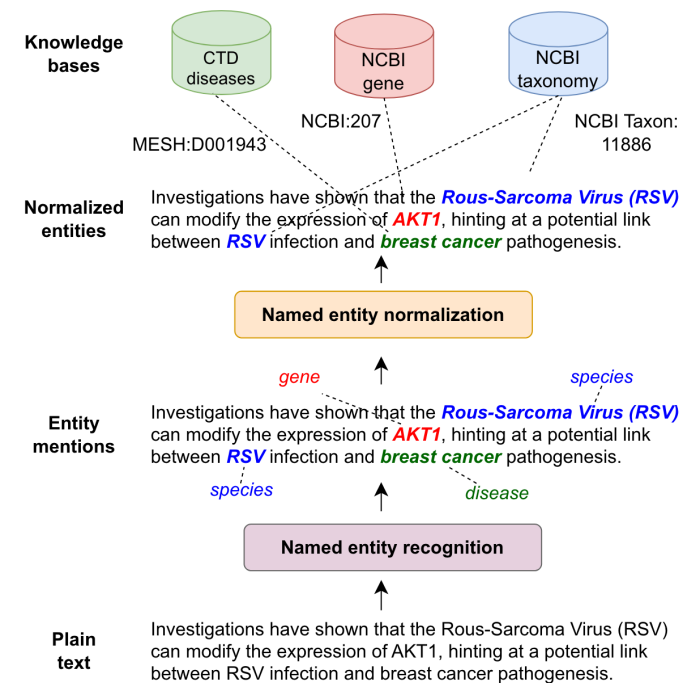 Knowledge
bases
CTD
diseases
NCBI
gene
NCBI
taxonomy
MESH:D001943
NCBI:207
NCBI Taxon:
11886
Normalized
entities
Investigations have shown that the Rous-Sarcoma Virus (RSV)
can modify the expression of AKT1, hinting at a potential link
between RSV infection and breast cancer pathogenesis.
Named entity normalization
gene
species
Entity
mentions
Investigations have shown that the Rous-Sarcoma Virus (RSV)
can modify the expression of AKT1, hinting at a potential link
between RSV infection and breast cancer pathogenesis.
species
disease
Named entity recognition
Plain
text
Investigations have shown that the Rous-Sarcoma Virus (RSV)
can modify the expression of AKT1, hinting at a potential link
between RSV infection and breast cancer pathogenesis.